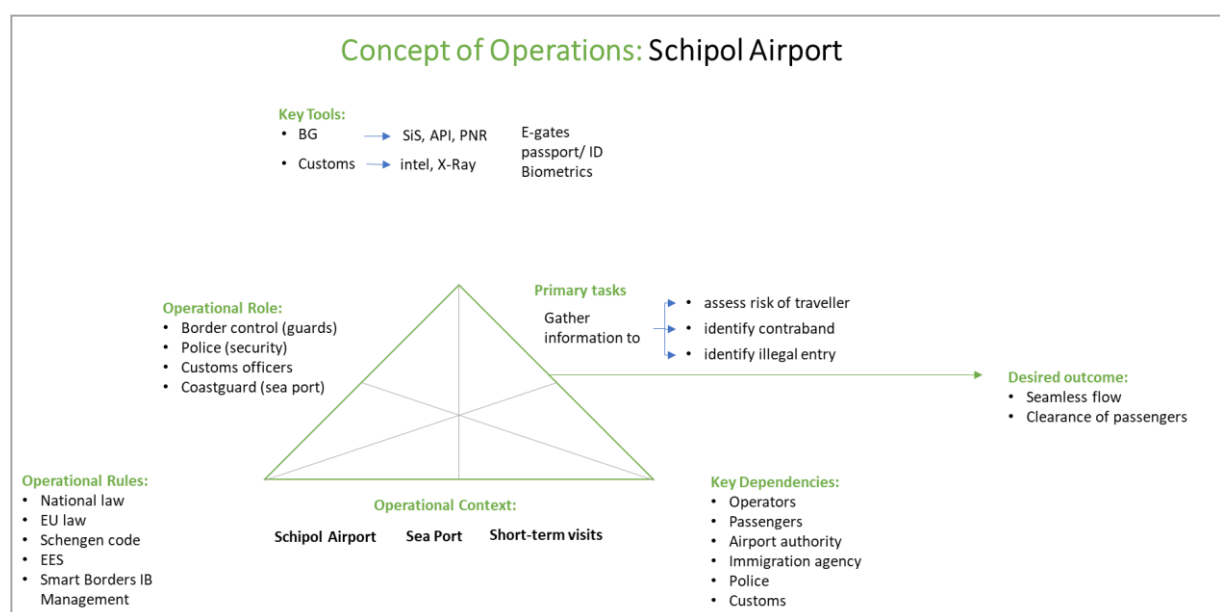 Concept of Operations: Schipol Airport
Key Tools:
• BG
SiS, API, PNR
• Customs
intel, X-Ray
E-gates
passport/ ID
Biometrics
Operational Role:
• Border control (guards)
• Police (security)
• Customs officers
• Coastguard (sea port)
Primary tasks
Gather
information to
• assess risk of traveller
• identify contraband
• identify illegal entry
Desired outcome:
• Seamless flow
• Clearance of passengers
Operational Rules:
• National law
• EU law
• Schengen code
• EES
• Smart Borders IB
Management
Operational Context:
Schipol Airport
Sea Port
Short-term visits
Key Dependencies:
• Operators
• Passengers
• Airport authority
• Immigration agency
• Police
• Customs